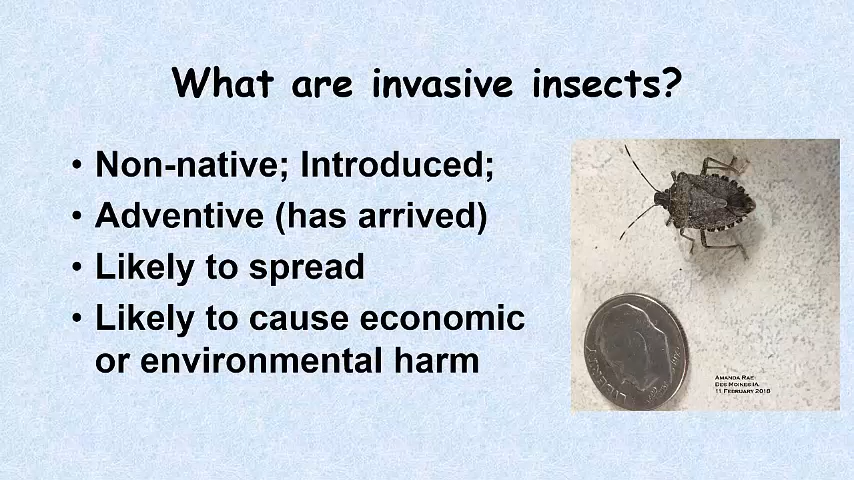 What are invasive insects?
• Non-native; Introduced;
• Adventive (has arrived)
• Likely to spread
• Likely to cause economic
or environmental harm
Amanda Rae
Des Moines IA
11 February 2018